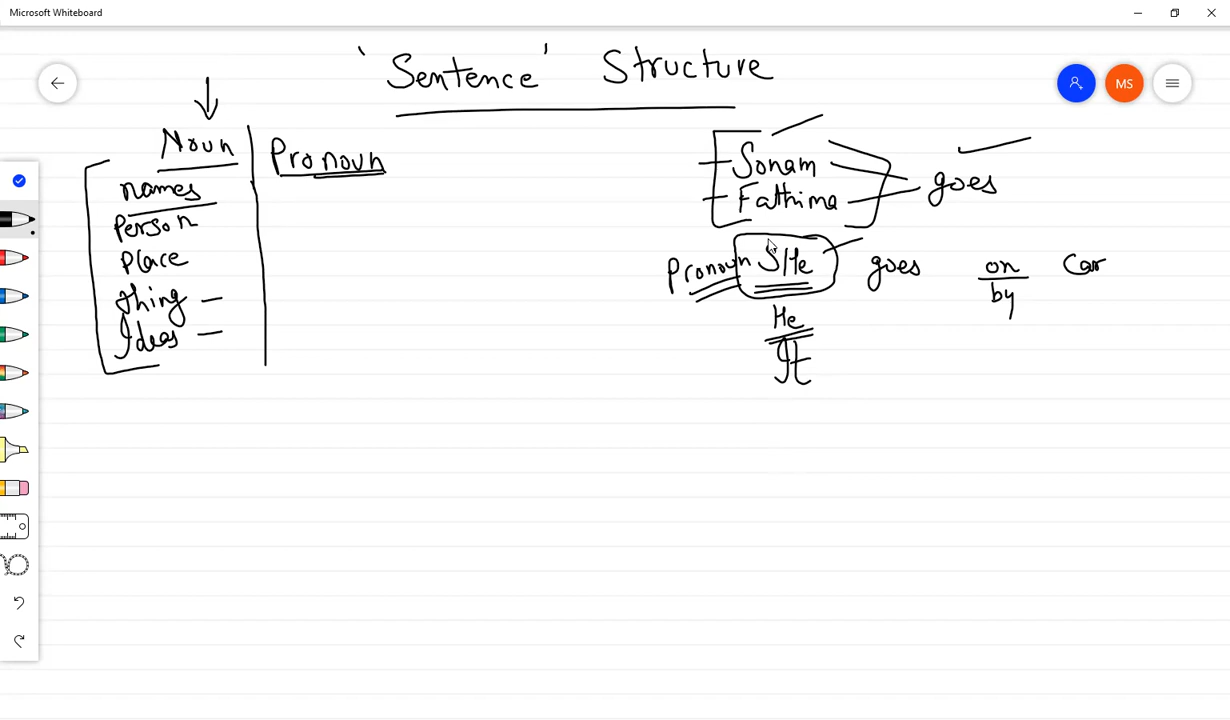 Microsoft Whiteboard
'Sentence' Structure
MS
Noun
Pronoun
names
Person
Place
thing
Ideas
Sonam
Fathima
goes
Pronoun S/He goes on Car
by
He
It